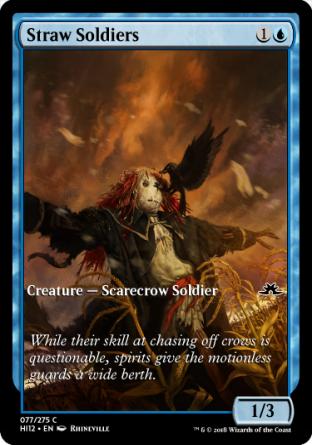 Straw Soldiers 1
Creature — Scarecrow Soldier
While their skill at chasing off crows is
questionable, spirits give the motionless
guards a wide berth.
1/3
077/275 C
HI12 • EN Rhineville
™ & © 2018 Wizards of the Coast